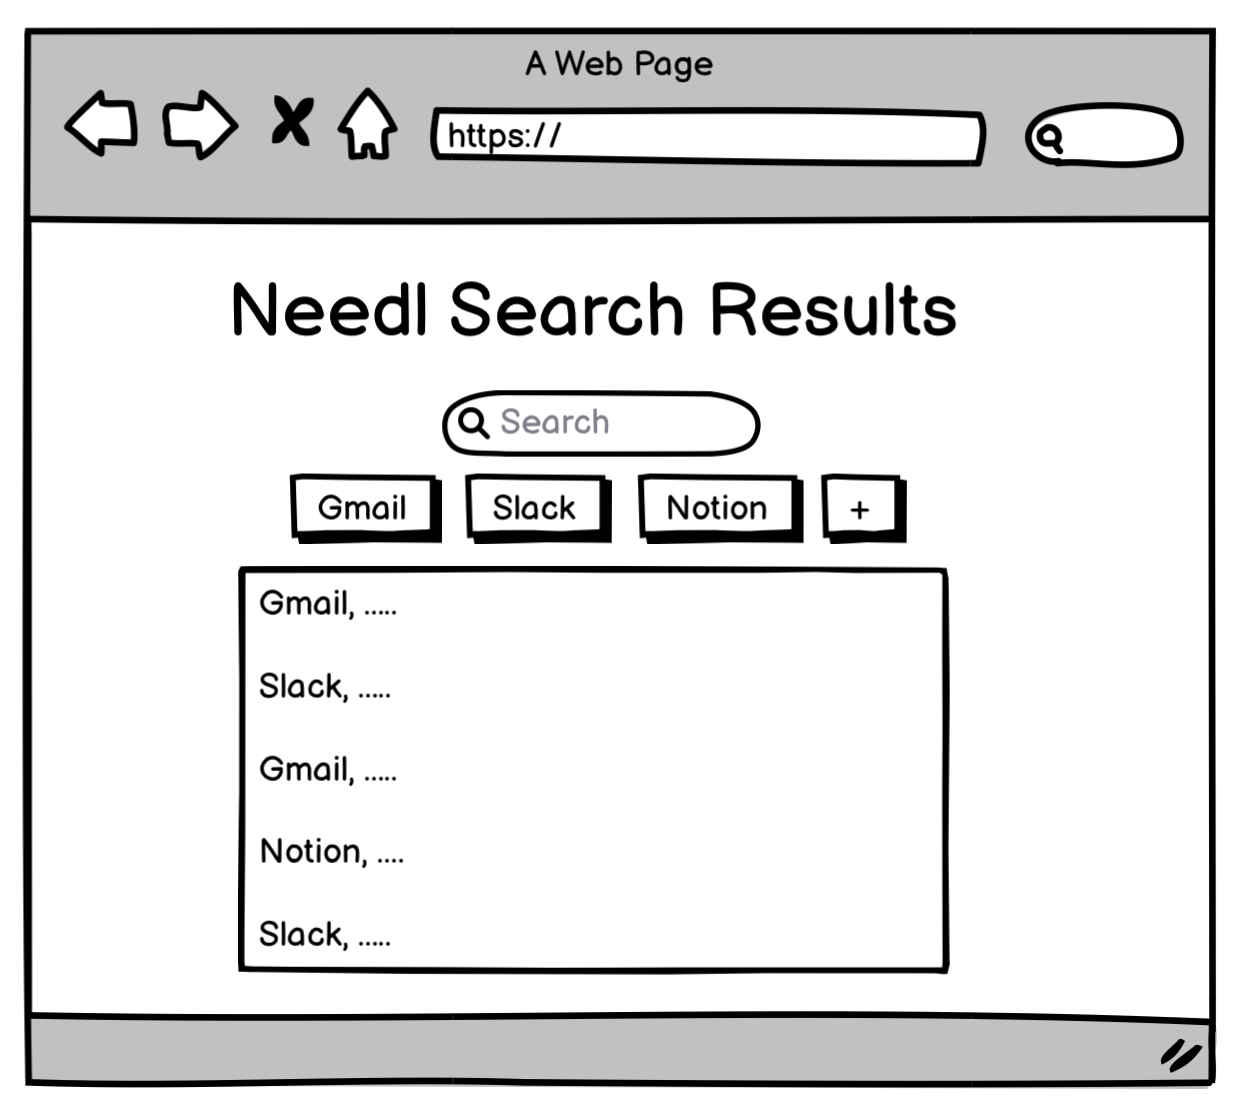 A Web Page
https://
Needl Search Results
Search
Gmail Slack Notion +
Gmail, .....
Slack, .....
Gmail, .....
Notion, ....
Slack, .....